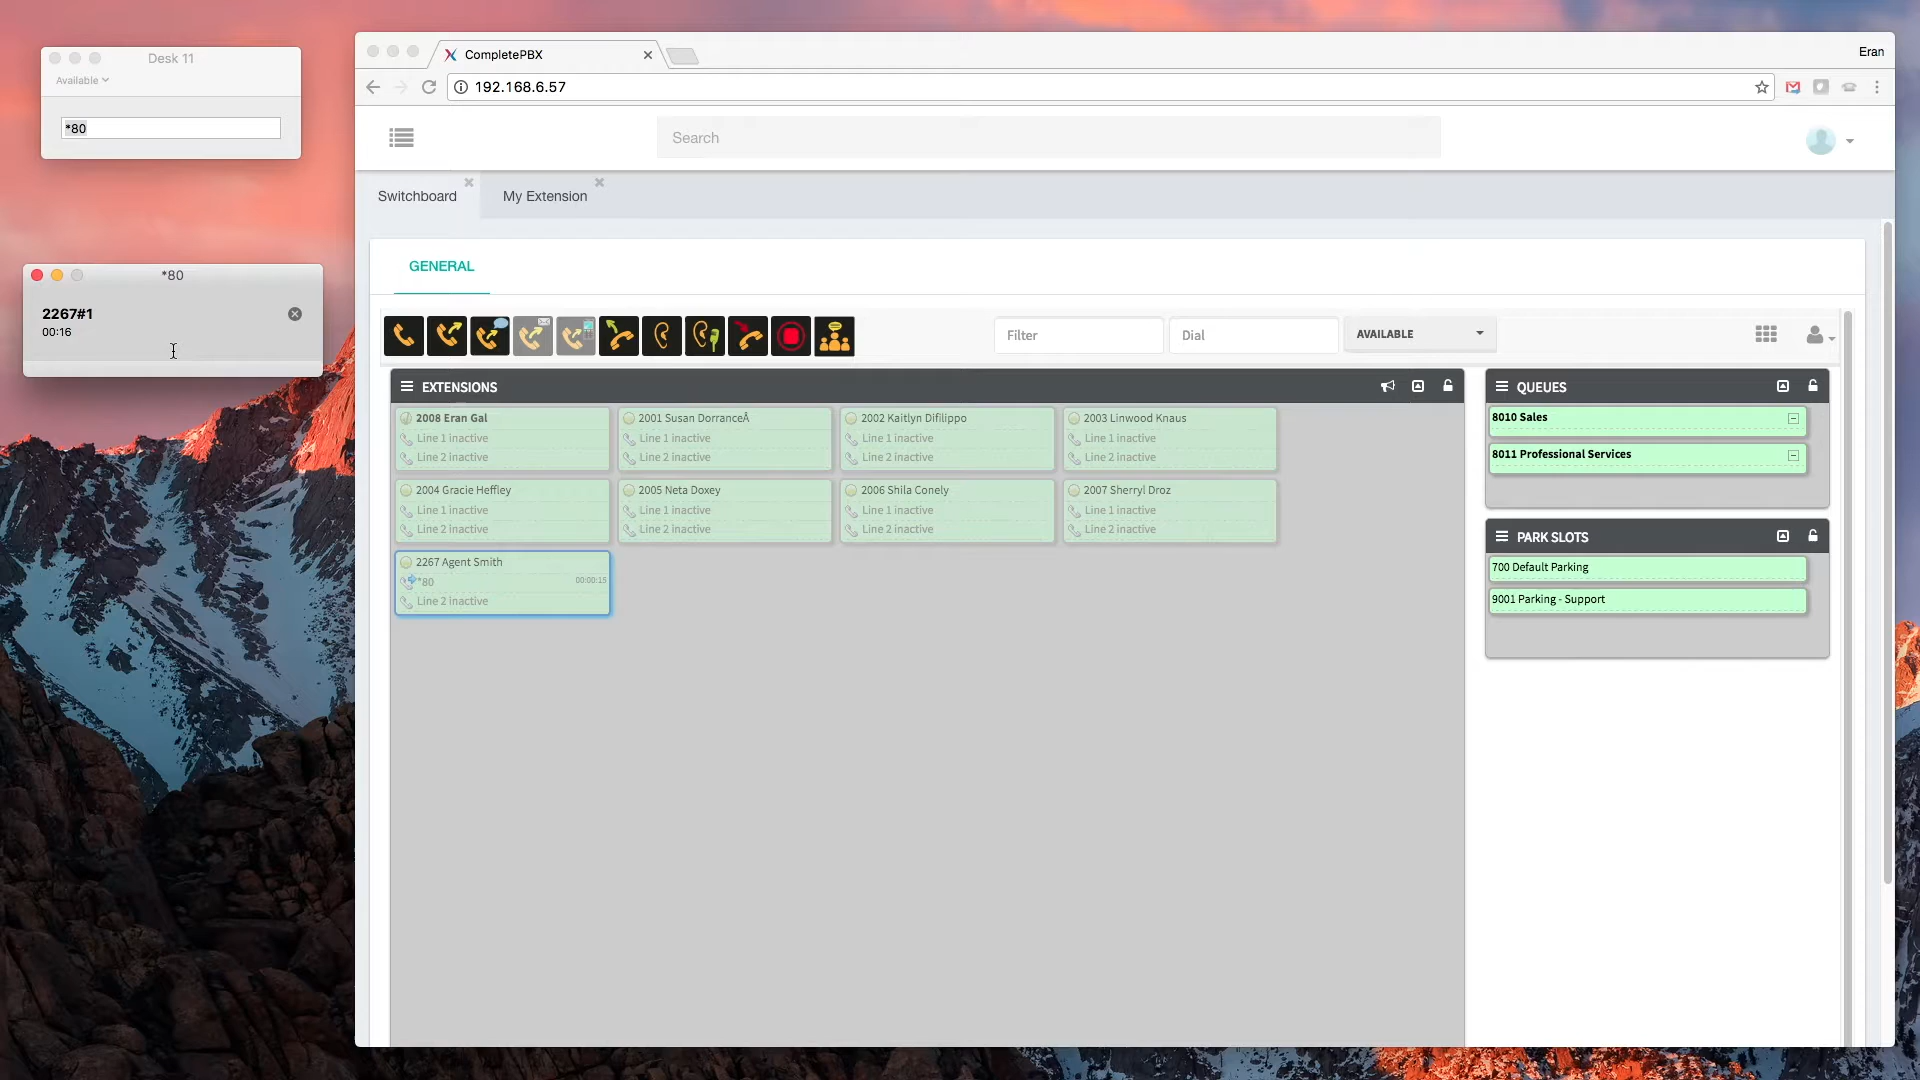 Desk 11
Available
*80
*80
2267#1
00:16
CompletePBX
Eran
192.168.6.57
Search
Switchboard
My Extension
GENERAL
Filter
Dial
AVAILABLE
EXTENSIONS
2008 Eran Gal
Line 1 inactive
Line 2 inactive
2001 Susan DorranceÂ
Line 1 inactive
Line 2 inactive
2002 Kaitlyn Difilippo
Line 1 inactive
Line 2 inactive
2003 Linwood Knaus
Line 1 inactive
Line 2 inactive
2004 Gracie Heffley
Line 1 inactive
Line 2 inactive
2005 Neta Doxey
Line 1 inactive
Line 2 inactive
2006 Shila Conely
Line 1 inactive
Line 2 inactive
2007 Sherryl Droz
Line 1 inactive
Line 2 inactive
2267 Agent Smith
*80 00:00:15
Line 2 inactive
QUEUES
8010 Sales
8011 Professional Services
PARK SLOTS
700 Default Parking
9001 Parking - Support